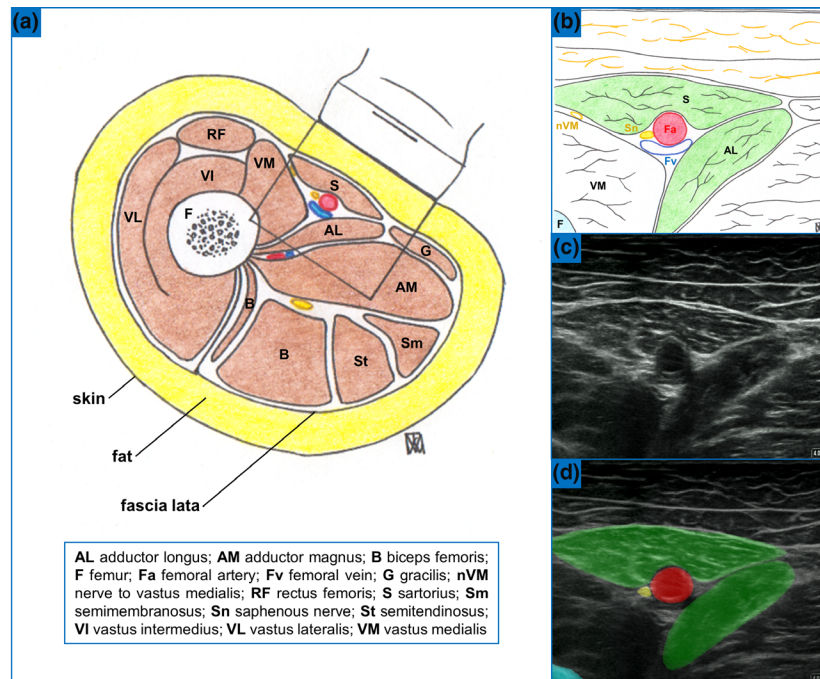 (a)
RF
VM
VI
S
VL
F
AL
G
B
AM
B
St
Sm
skin
fat
fascia lata
AL adductor longus; AM adductor magnus; B biceps femoris;
F femur; Fa femoral artery; Fv femoral vein; G gracilis; nVM
nerve to vastus medialis; RF rectus femoris; S sartorius; Sm
semimembranosus; Sn saphenous nerve; St semitendinosus;
VI vastus intermedius; VL vastus lateralis; VM vastus medialis
(b)
S
nVM
Sn
Fa
Fv
AL
VM
F
(c)
(d)